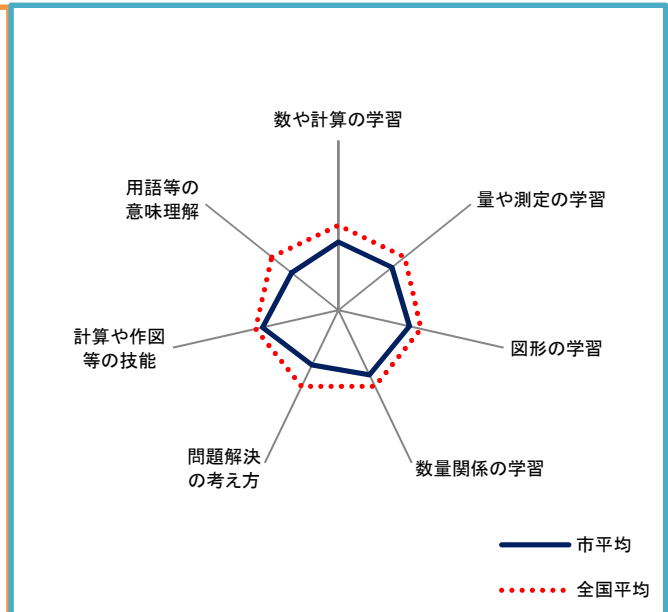 数や計算の学習
量や測定の学習
図形の学習
数量関係の学習
問題解決
の考え方
計算や作図
等の技能
用語等の
意味理解
市平均
全国平均